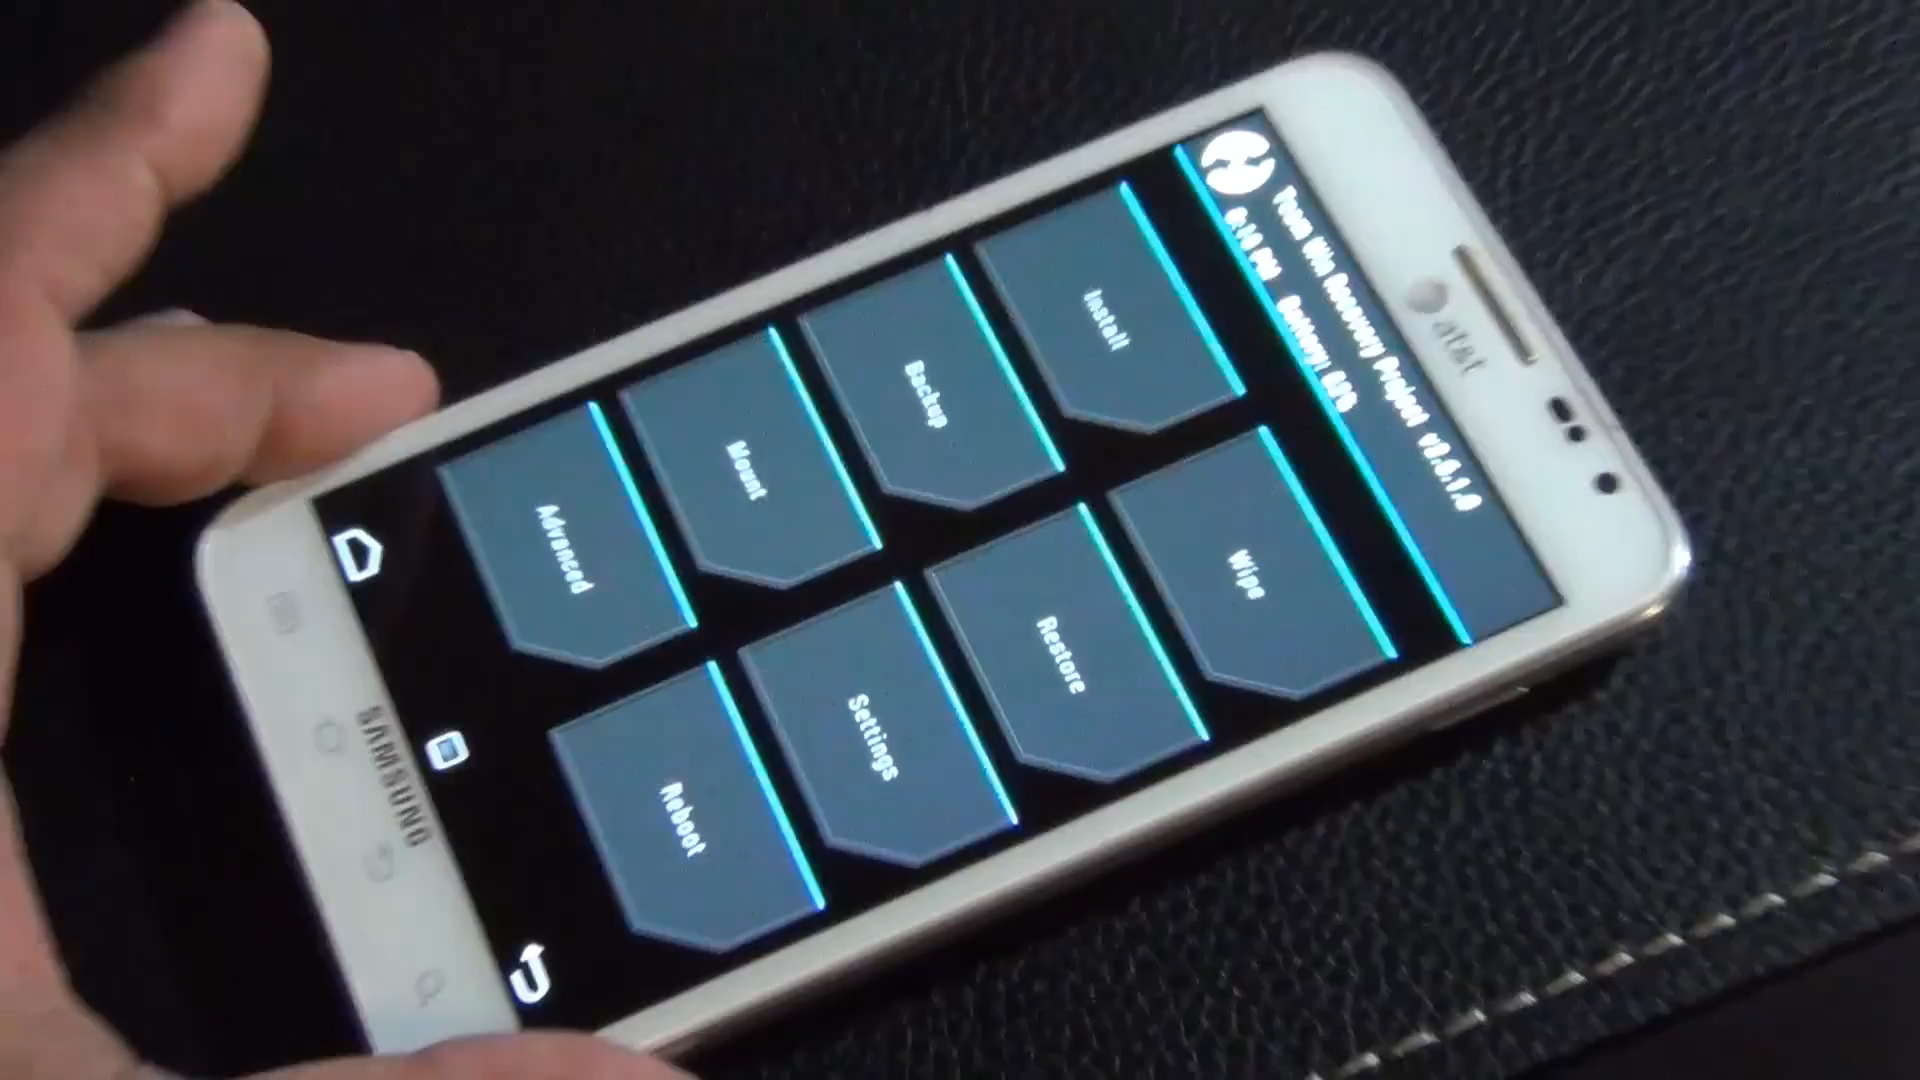 at&t
Team Win Recovery Project v2.6.1.0
PM Battery:
Install
Wipe
Backup
Restore
Mount
Settings
Advanced
Reboot
SAMSUNG